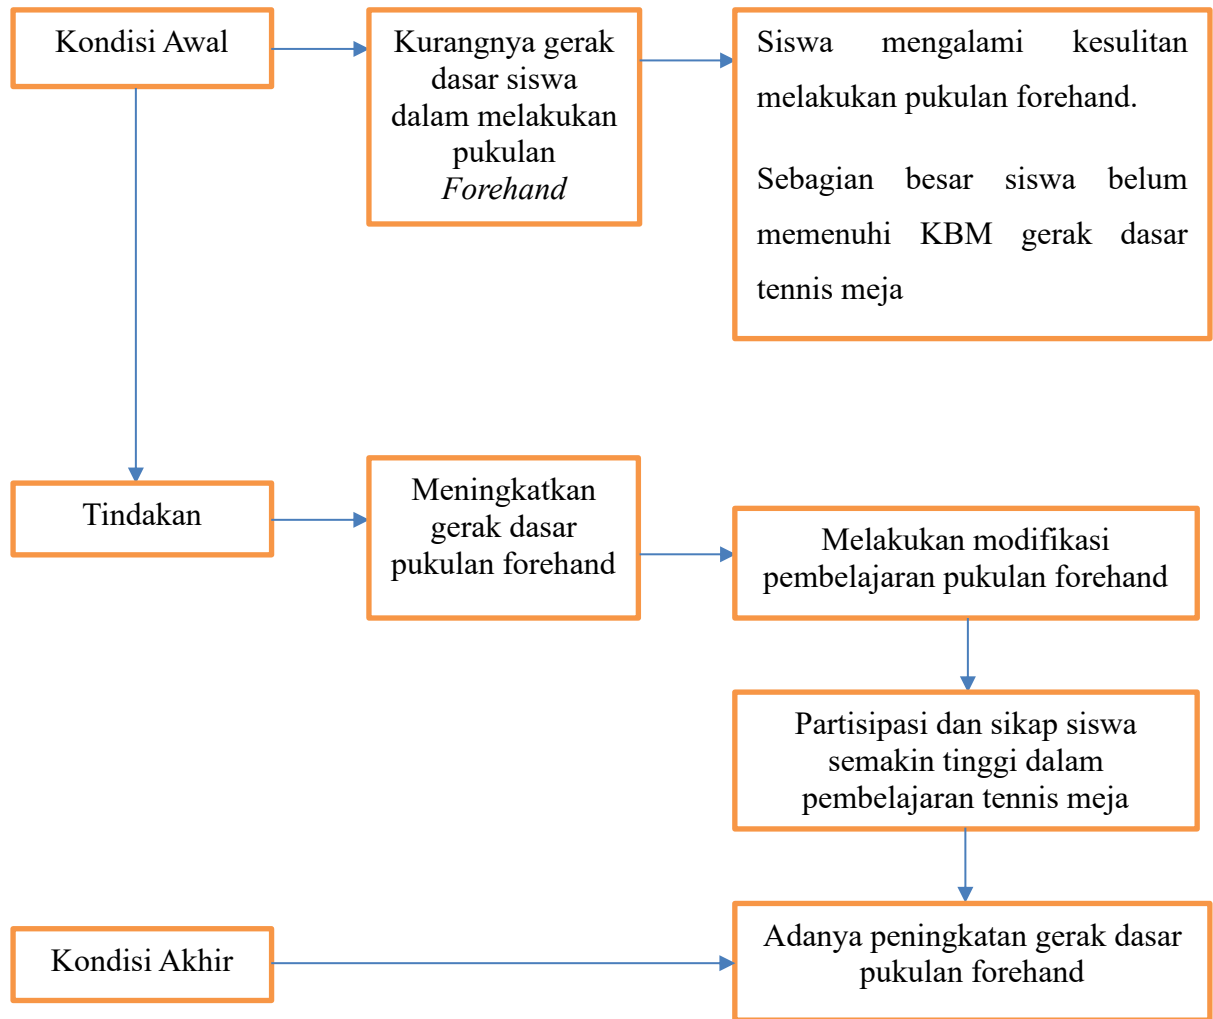 Kondisi Awal
Kurangnya gerak
dasar siswa
dalam melakukan
pukulan
Forehand
Siswa mengalami kesulitan
melakukan pukulan forehand.
Sebagian besar siswa belum
memenuhi KBM gerak dasar
tennis meja
Tindakan
Meningkatkan
gerak dasar
pukulan forehand
Melakukan modifikasi
pembelajaran pukulan forehand
Partisipasi dan sikap siswa
semakin tinggi dalam
pembelajaran tennis meja
Kondisi Akhir
Adanya peningkatan gerak dasar
pukulan forehand